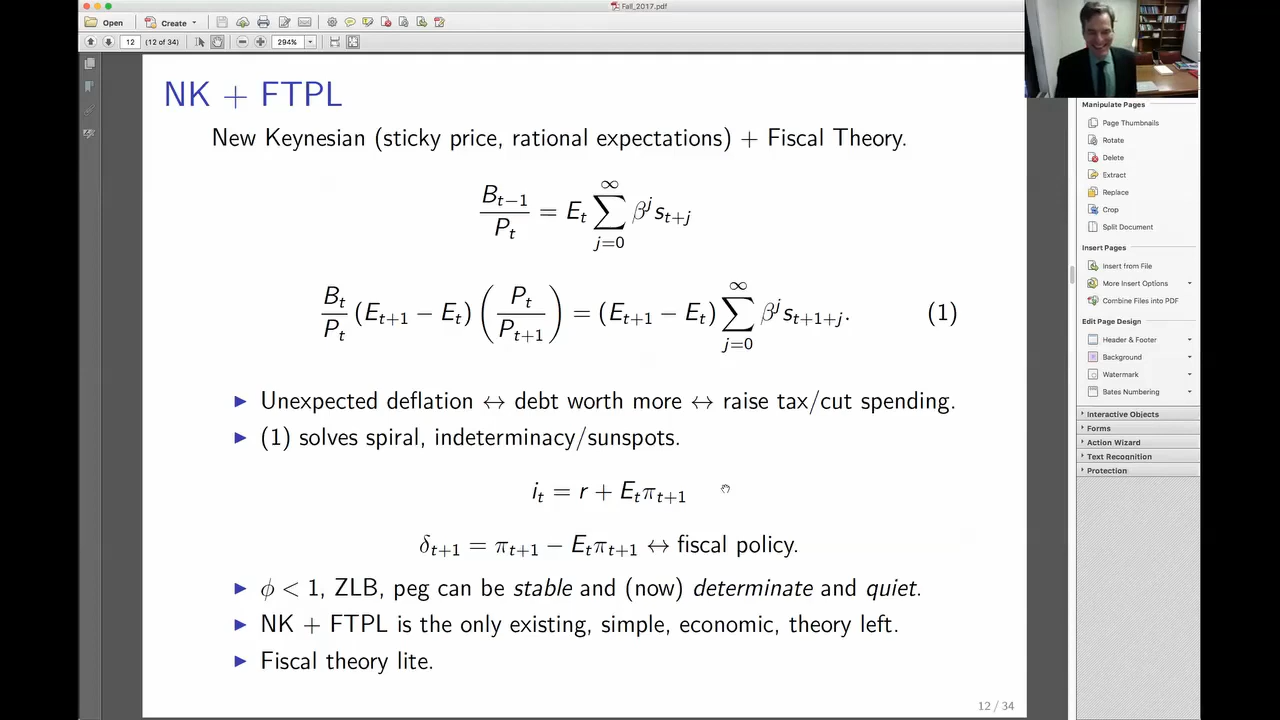 Fall_2017.pdf
Open
Create
12
(12 of 34)
294%
NK + FTPL
New Keynesian (sticky price, rational expectations) + Fiscal Theory.
B_{t−1}/P_t = E_t ∑_{j=0}^{∞} β^j s_{t+j}
B_t/P_t (E_{t+1} − E_t) (P_t/P_{t+1}) = (E_{t+1} − E_t) ∑_{j=0}^{∞} β^j s_{t+1+j}. (1)
▶ Unexpected deflation ↔ debt worth more ↔ raise tax/cut spending.
▶ (1) solves spiral, indeterminacy/sunspots.
i_t = r + E_t π_{t+1}
δ_{t+1} = π_{t+1} − E_t π_{t+1} ↔ fiscal policy.
▶ ϕ < 1, ZLB, peg can be stable and (now) determinate and quiet.
▶ NK + FTPL is the only existing, simple, economic, theory left.
▶ Fiscal theory lite.
12 / 34
Manipulate Pages
Page Thumbnails
Rotate
Delete
Extract
Replace
Crop
Split Document
Insert Pages
Insert from File
More Insert Options
Combine Files into PDF
Edit Page Design
Header & Footer
Background
Watermark
Bates Numbering
Interactive Objects
Forms
Action Wizard
Text Recognition
Protection